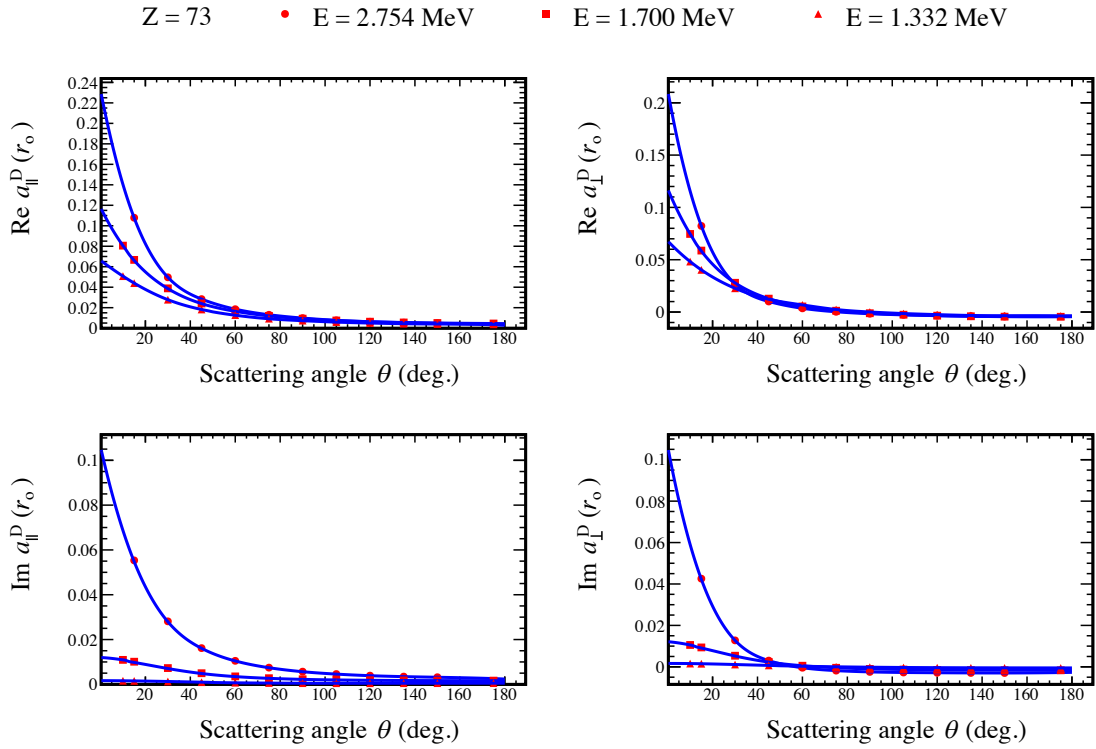 Z = 73 E = 2.754 MeV E = 1.700 MeV E = 1.332 MeV
Re a∥ᴰ (rₒ)
0.24
0.22
0.2
0.18
0.16
0.14
0.12
0.1
0.08
0.06
0.04
0.02
0
20 40 60 80 100 120 140 160 180
Scattering angle θ (deg.)
Re a⊥ᴰ (rₒ)
0.2
0.15
0.1
0.05
0
20 40 60 80 100 120 140 160 180
Scattering angle θ (deg.)
Im a∥ᴰ (rₒ)
0.1
0.08
0.06
0.04
0.02
0
20 40 60 80 100 120 140 160 180
Scattering angle θ (deg.)
Im a⊥ᴰ (rₒ)
0.1
0.08
0.06
0.04
0.02
0
20 40 60 80 100 120 140 160 180
Scattering angle θ (deg.)